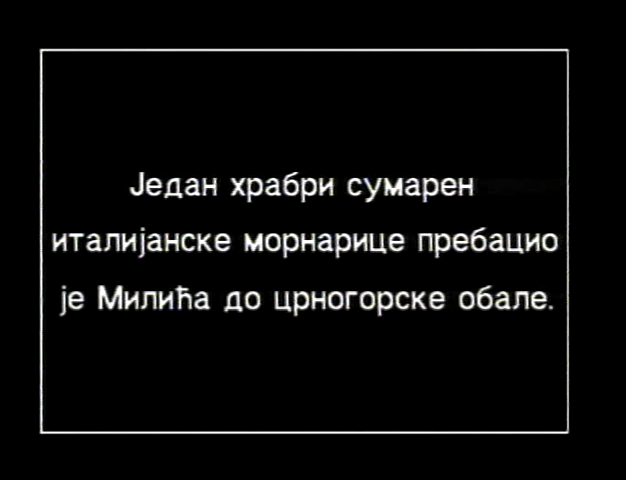 Један храбри сумарен
италијанске морнарице пребацио
је Милића до црногорске обале.